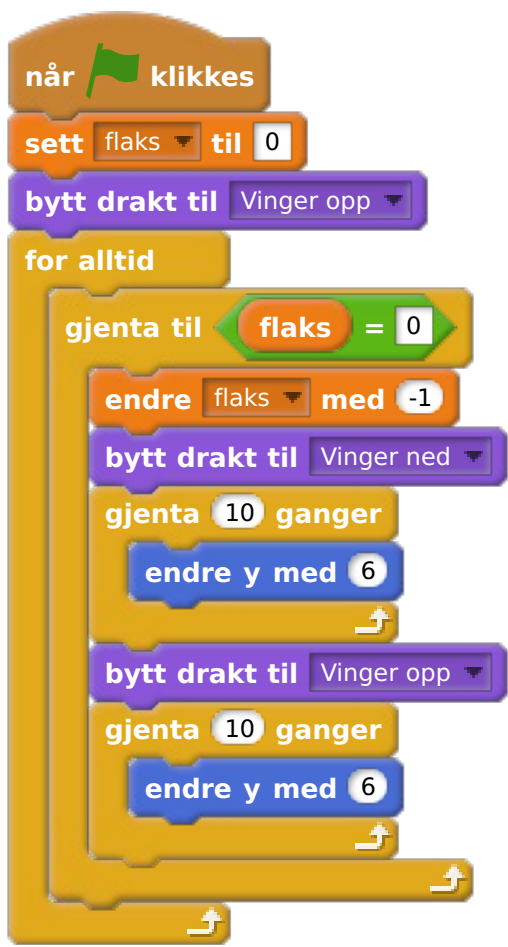 når klikkes
sett flaks til 0
bytt drakt til Vinger opp
for alltid
gjenta til flaks = 0
endre flaks med -1
bytt drakt til Vinger ned
gjenta 10 ganger
endre y med 6
bytt drakt til Vinger opp
gjenta 10 ganger
endre y med 6